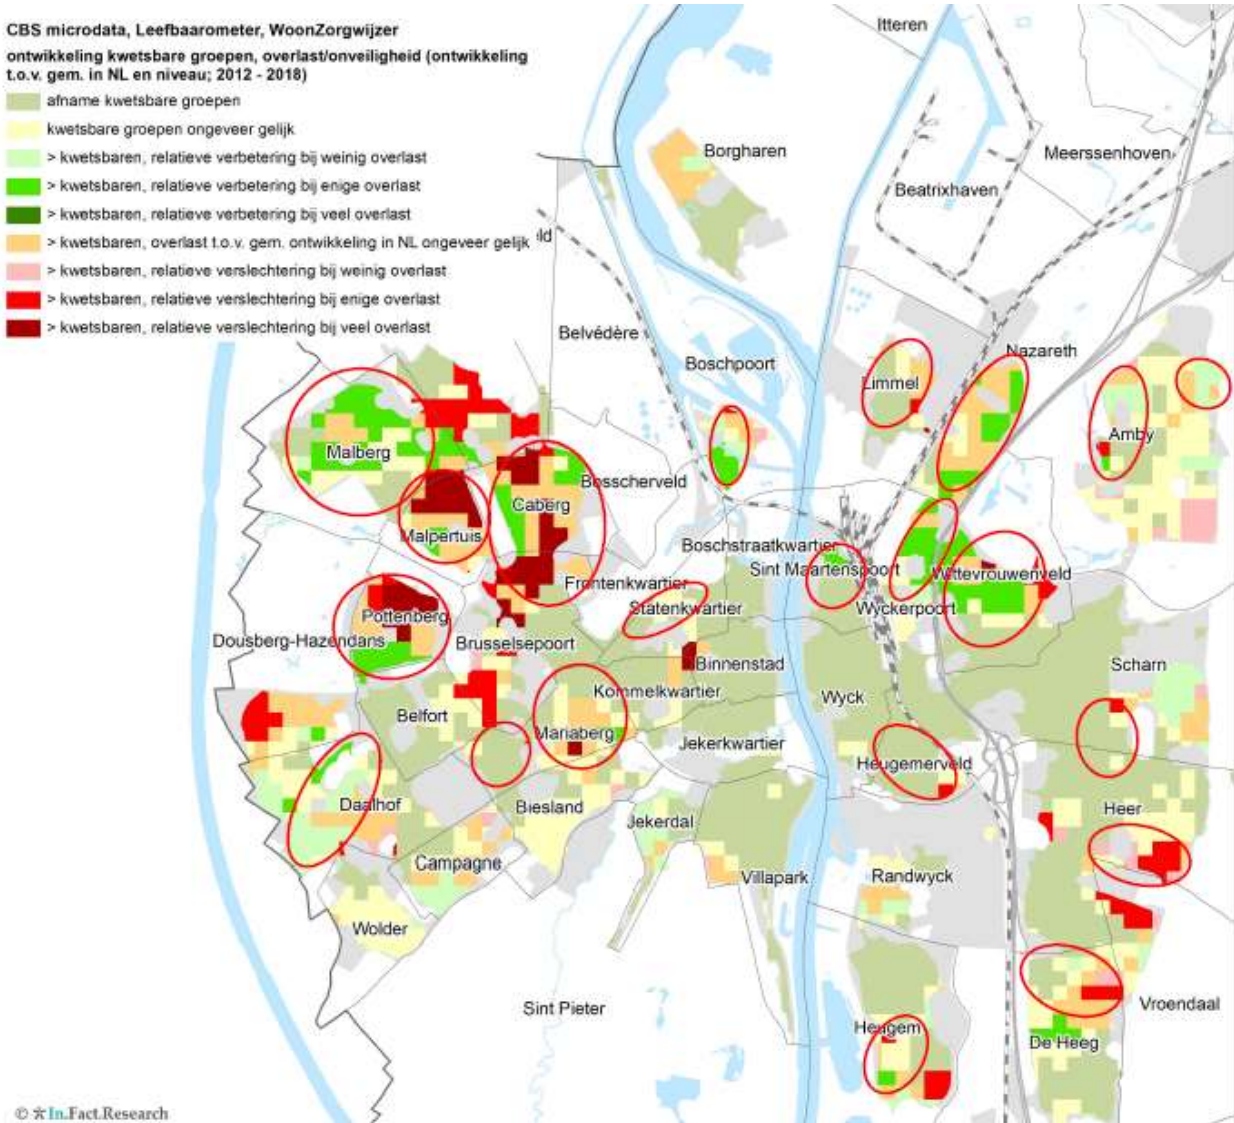 CBS microdata, Leefbaarometer, WoonZorgwijzer
ontwikkeling kwetsbare groepen, overlast/onveiligheid (ontwikkeling
t.o.v. gem. in NL en niveau; 2012 - 2018)
afname kwetsbare groepen
kwetsbare groepen ongeveer gelijk
> kwetsbaren, relatieve verbetering bij weinig overlast
> kwetsbaren, relatieve verbetering bij enige overlast
> kwetsbaren, relatieve verbetering bij veel overlast
> kwetsbaren, overlast t.o.v. gem. ontwikkeling in NL ongeveer gelijk
> kwetsbaren, relatieve verslechtering bij weinig overlast
> kwetsbaren, relatieve verslechtering bij enige overlast
> kwetsbaren, relatieve verslechtering bij veel overlast
Itteren
Borgharen
Meerssenhoven
Beatrixhaven
ld
Belvédère
Boschpoort
Nazareth
Limmel
Amby
Malberg
Bosscherveld
Caberg
Malpertuis
Boschstraatkwartier
Sint Maartenspoort
Wittevrouwenveld
Frontenkwartier
Statenkwartier
Wyckerpoort
Pottenberg
Dousberg-Hazendans
Brusselsepoort
Binnenstad
Scharn
Kommelkwartier
Wyck
Belfort
Mariaberg
Jekerkwartier
Heugemerveld
Daalhof
Biesland
Jekerdal
Heer
Campagne
Villapark
Randwyck
Wolder
Sint Pieter
Vroendaal
Heugem
De Heeg
© In.Fact.Research